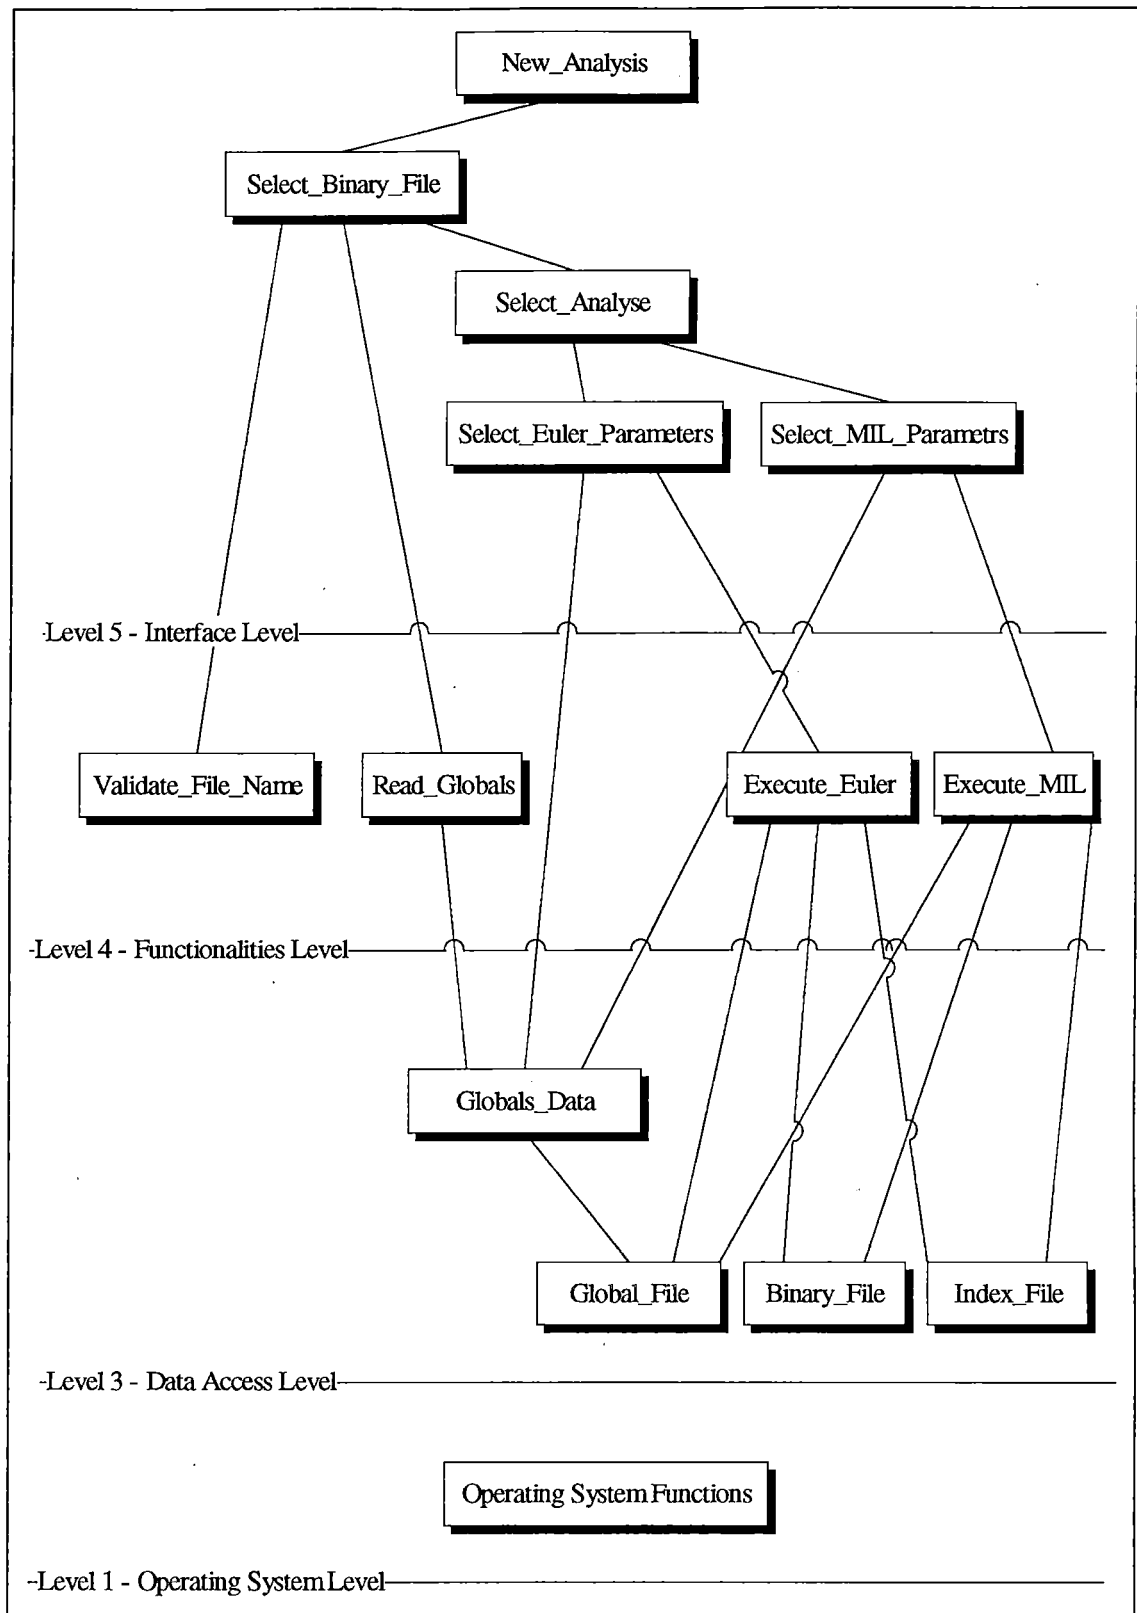 New_Analysis
Select_Binary_File
Select_Analyse
Select_Euler_Parameters
Select_MIL_Parametrs
Level 5 - Interface Level
Validate_File_Name
Read_Globals
Execute_Euler
Execute_MIL
Level 4 - Functionalities Level
Globals_Data
Global_File
Binary_File
Index_File
Level 3 - Data Access Level
Operating System Functions
Level 1 - Operating System Level